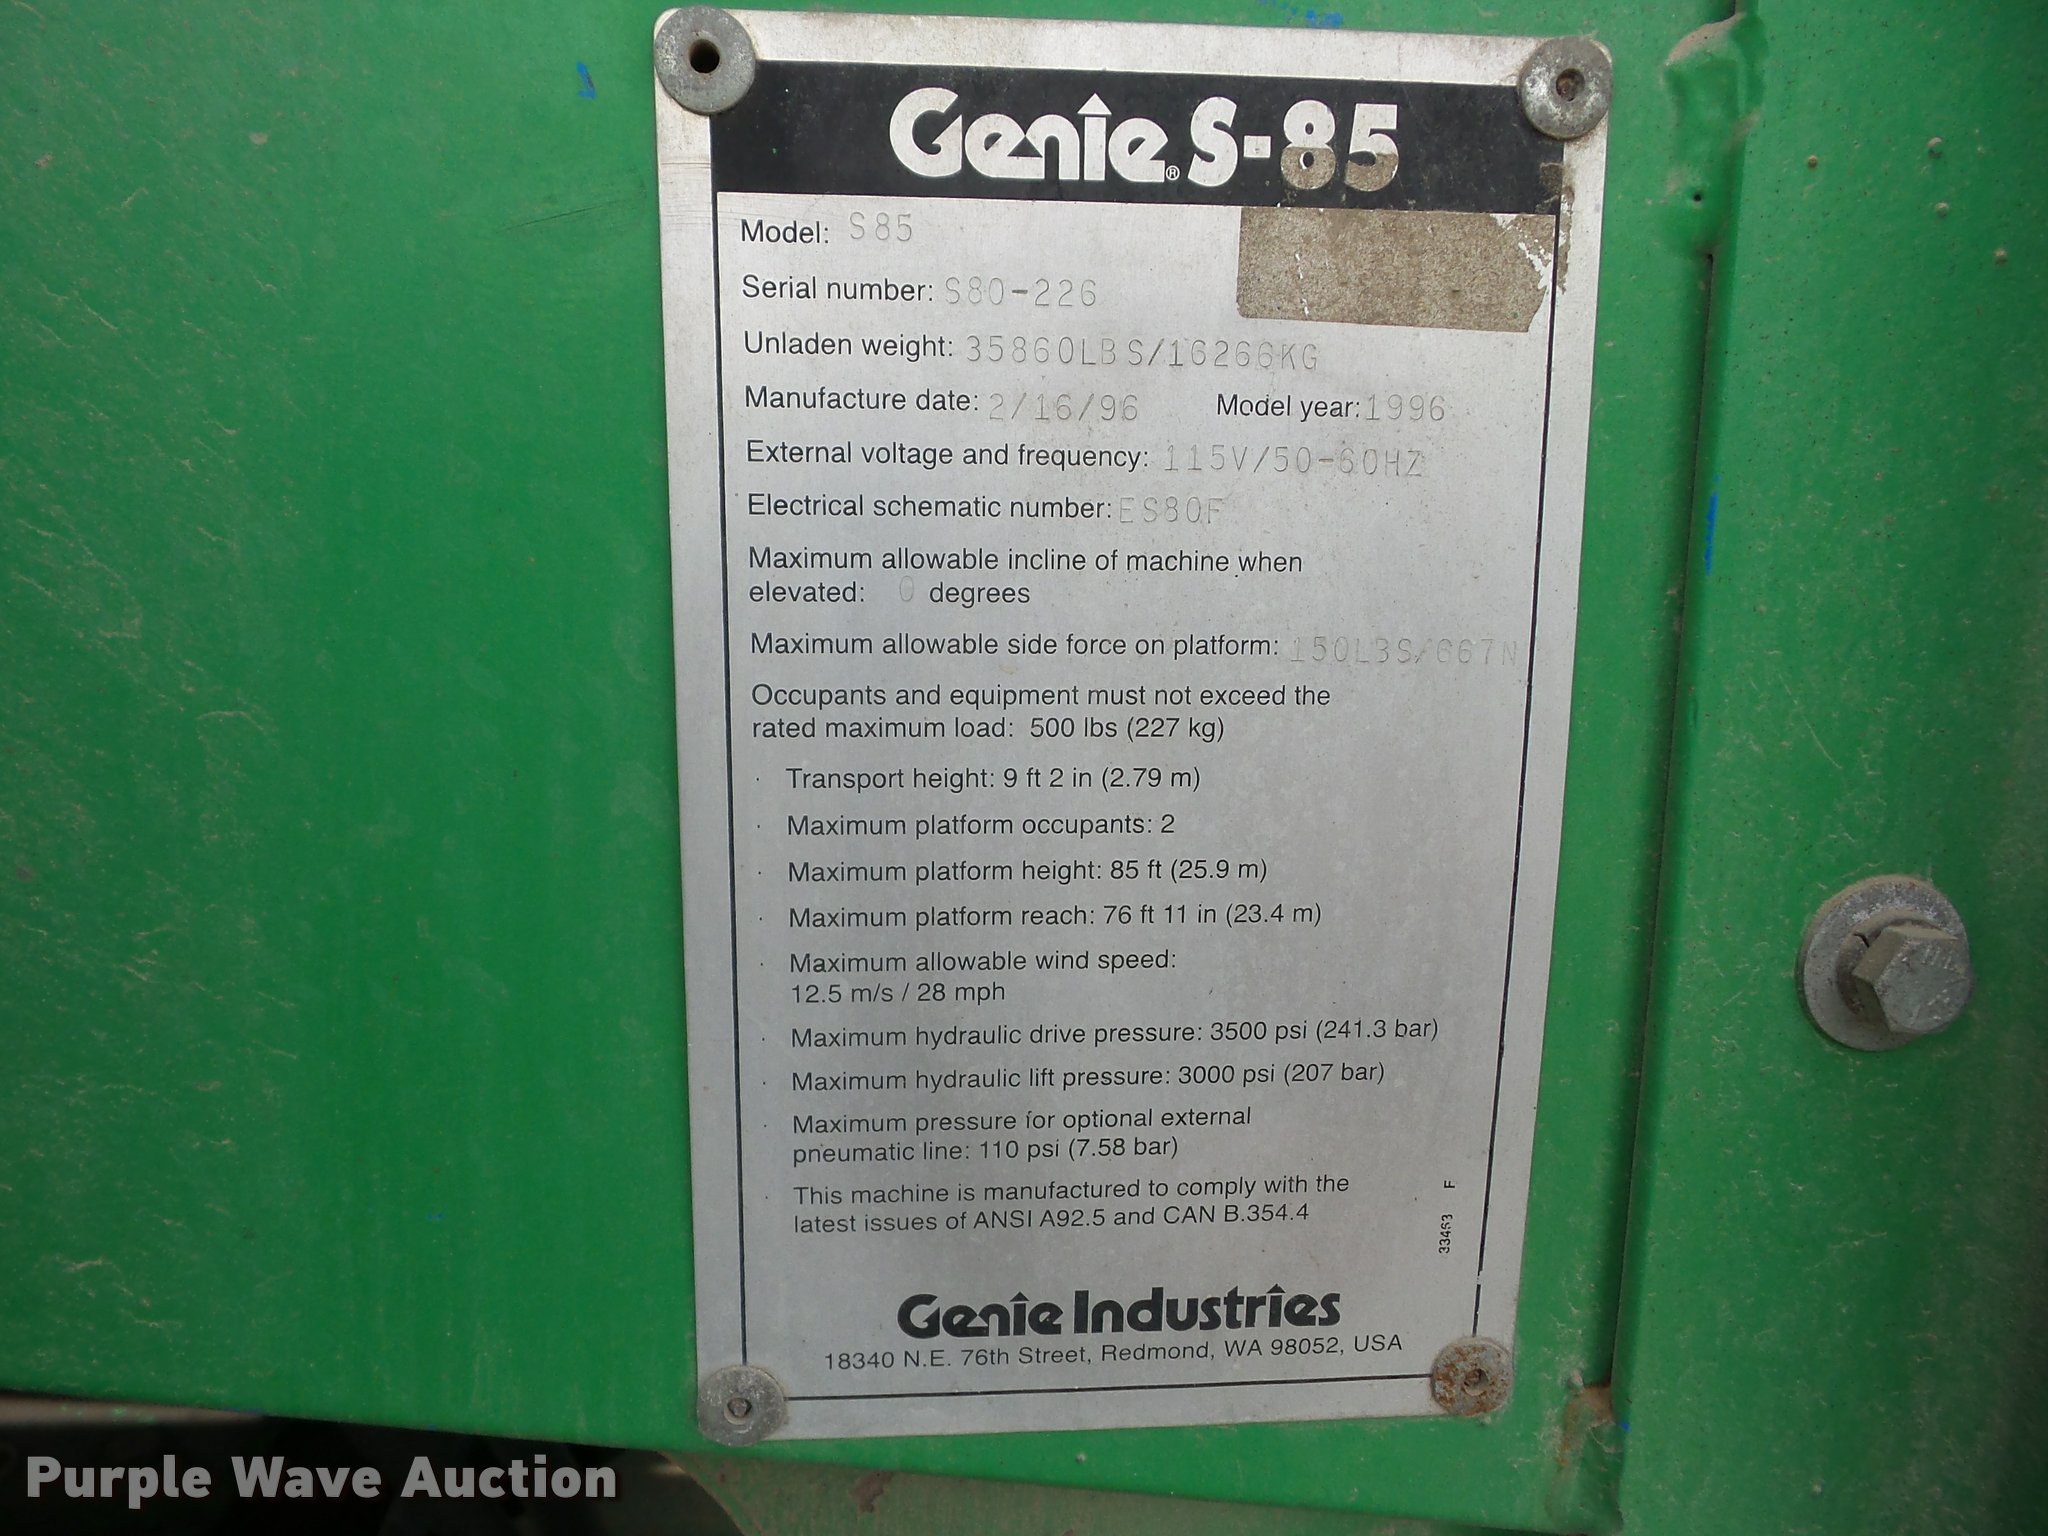 Genie® S-85
Model: S85
Serial number: S80-226
Unladen weight: 35860LBS/16266KG
Manufacture date: 2/16/96 Model year: 1996
External voltage and frequency: 115V/50-60HZ
Electrical schematic number: ES80F
Maximum allowable incline of machine when
elevated: 0 degrees
Maximum allowable side force on platform: 150LBS/667N
Occupants and equipment must not exceed the
rated maximum load: 500 lbs (227 kg)
· Transport height: 9 ft 2 in (2.79 m)
· Maximum platform occupants: 2
· Maximum platform height: 85 ft (25.9 m)
· Maximum platform reach: 76 ft 11 in (23.4 m)
· Maximum allowable wind speed:
12.5 m/s / 28 mph
· Maximum hydraulic drive pressure: 3500 psi (241.3 bar)
· Maximum hydraulic lift pressure: 3000 psi (207 bar)
· Maximum pressure for optional external
pneumatic line: 110 psi (7.58 bar)
· This machine is manufactured to comply with the
latest issues of ANSI A92.5 and CAN B.354.4
33463 F
Genie Industries
18340 N.E. 76th Street, Redmond, WA 98052, USA
Purple Wave Auction